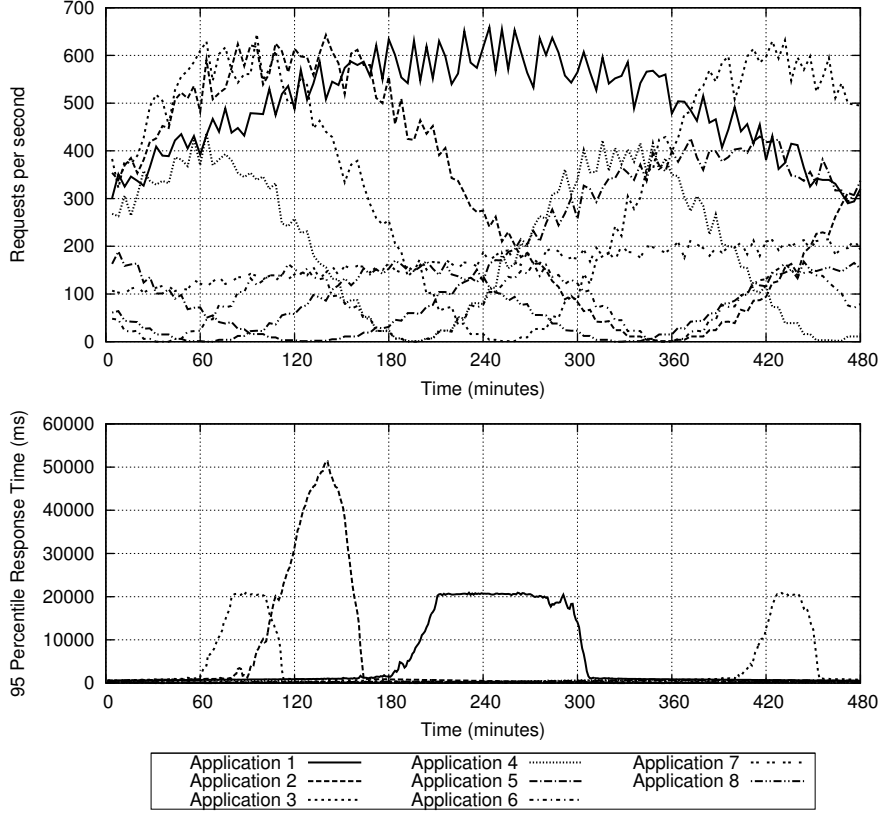 700
600
500
400
300
200
100
0
Requests per second
0 60 120 180 240 300 360 420 480
Time (minutes)
60000
50000
40000
30000
20000
10000
0
95 Percentile Response Time (ms)
0 60 120 180 240 300 360 420 480
Time (minutes)
Application 1 Application 4 Application 7
Application 2 Application 5 Application 8
Application 3 Application 6